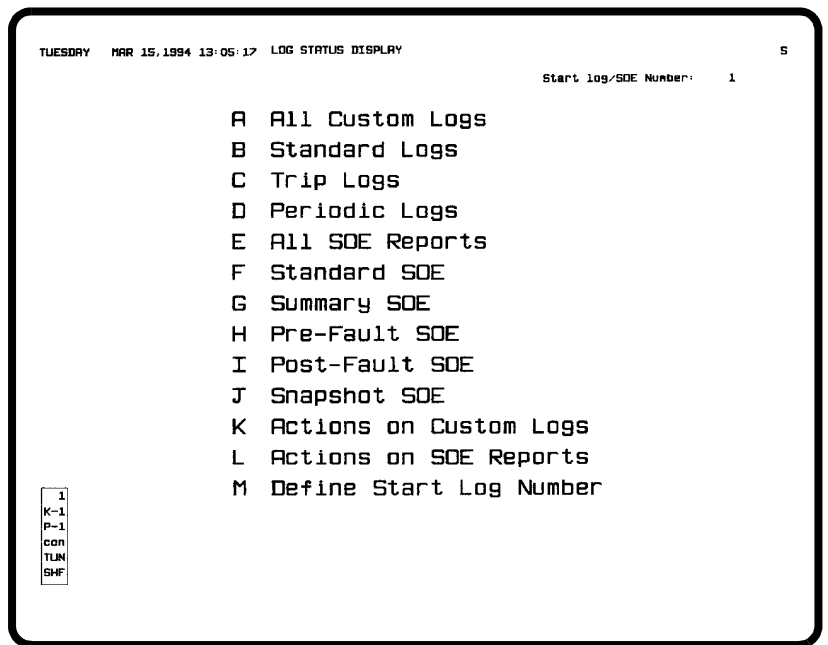 TUESDAY MAR 15,1994 13:05:17 LOG STATUS DISPLAY S
Start log/SOE Number: 1
A All Custom Logs
B Standard Logs
C Trip Logs
D Periodic Logs
E All SOE Reports
F Standard SOE
G Summary SOE
H Pre-Fault SOE
I Post-Fault SOE
J Snapshot SOE
K Actions on Custom Logs
L Actions on SOE Reports
M Define Start Log Number
1
K-1
P-1
con
TUN
SHF